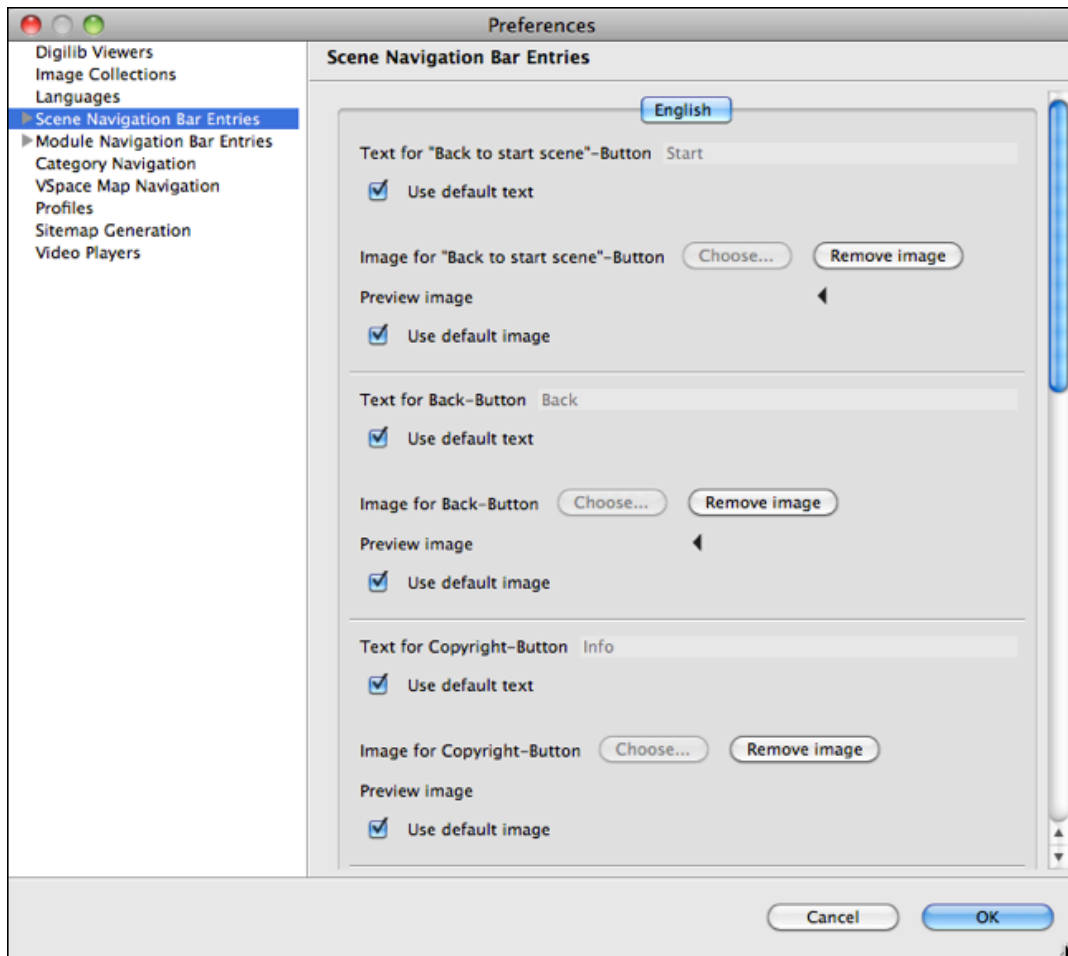 Preferences
Digilib Viewers
Image Collections
Languages
Scene Navigation Bar Entries
Module Navigation Bar Entries
Category Navigation
VSpace Map Navigation
Profiles
Sitemap Generation
Video Players
Scene Navigation Bar Entries
English
Text for "Back to start scene"-Button Start
Use default text
Image for "Back to start scene"-Button Choose... Remove image
Preview image
Use default image
Text for Back-Button Back
Use default text
Image for Back-Button Choose... Remove image
Preview image
Use default image
Text for Copyright-Button Info
Use default text
Image for Copyright-Button Choose... Remove image
Preview image
Use default image
Cancel OK